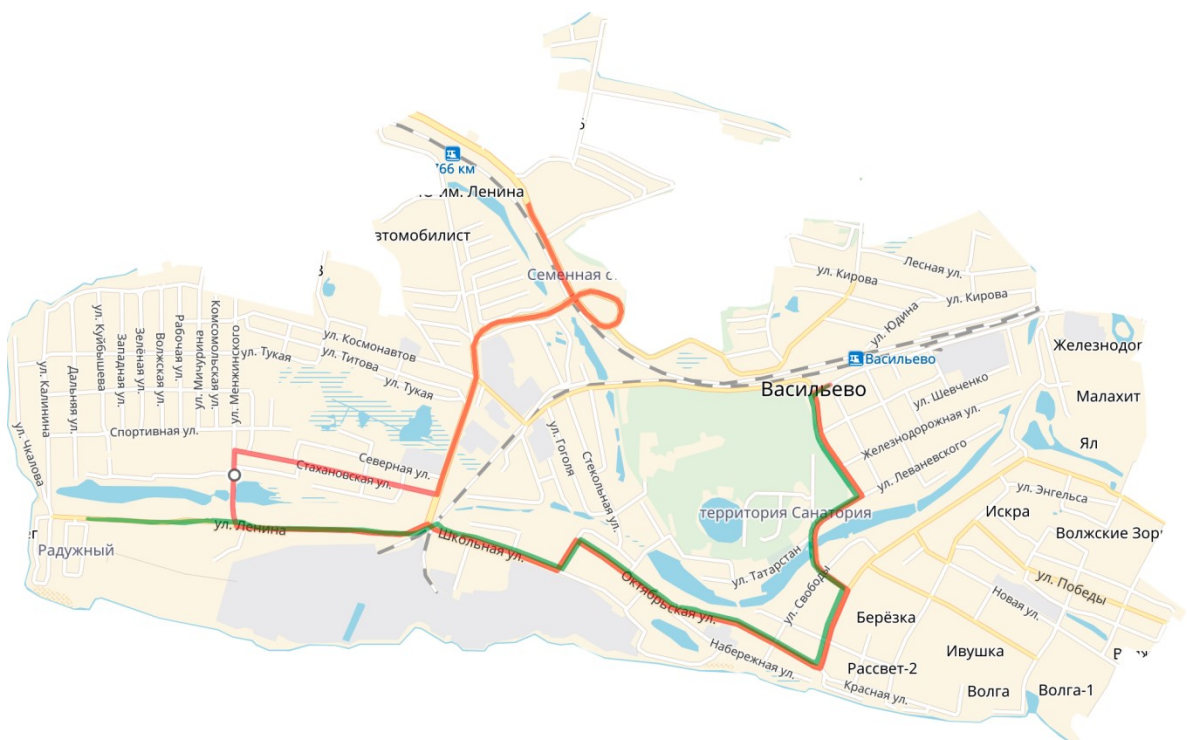 766 км
им. Ленина
втомобилист
Семенная с
ул. Кирова
Лесная ул.
ул. Кирова
ул. Юдина
Васильево
Васильево
ул. Шевченко
Железнодорожная ул.
ул. Леваневского
Железнодог
Малахит
Ял
ул. Космонавтов
ул. Тукая
ул. Титова
ул. Тукая
ул. Менжинского
Комсомольская ул.
ул. Мичурина
Рабочая ул.
Волжская ул.
Зелёная ул.
Западная ул.
ул. Куйбышева
Дальняя ул.
ул. Калинина
ул. Чкалова
Спортивная ул.
Северная ул.
Стахановская ул.
ул. Гоголя
Стекольная ул.
территория Санатория
ул. Татарстан
ул. Свободы
ул. Энгельса
Искра
Волжские Зор
ул. Победы
Новая ул.
ул. Ленина
Школьная ул.
Радужный
Октябрьская ул.
Берёзка
Ивушка
Набережная ул.
Рассвет-2
Красная ул.
Волга
Волга-1